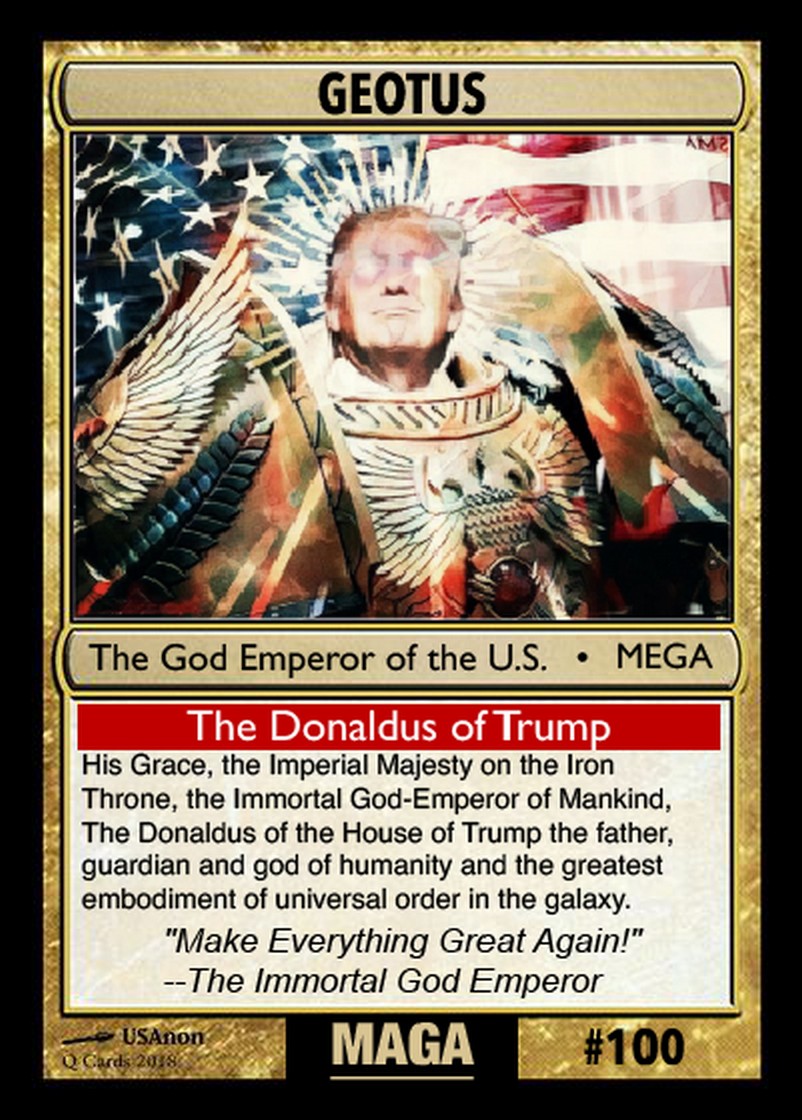 GEOTUS
The God Emperor of the U.S. • MEGA
The Donaldus of Trump
His Grace, the Imperial Majesty on the Iron
Throne, the Immortal God-Emperor of Mankind,
The Donaldus of the House of Trump the father,
guardian and god of humanity and the greatest
embodiment of universal order in the galaxy.
"Make Everything Great Again!"
--The Immortal God Emperor
USAnon
Q Cards 2018
MAGA
#100